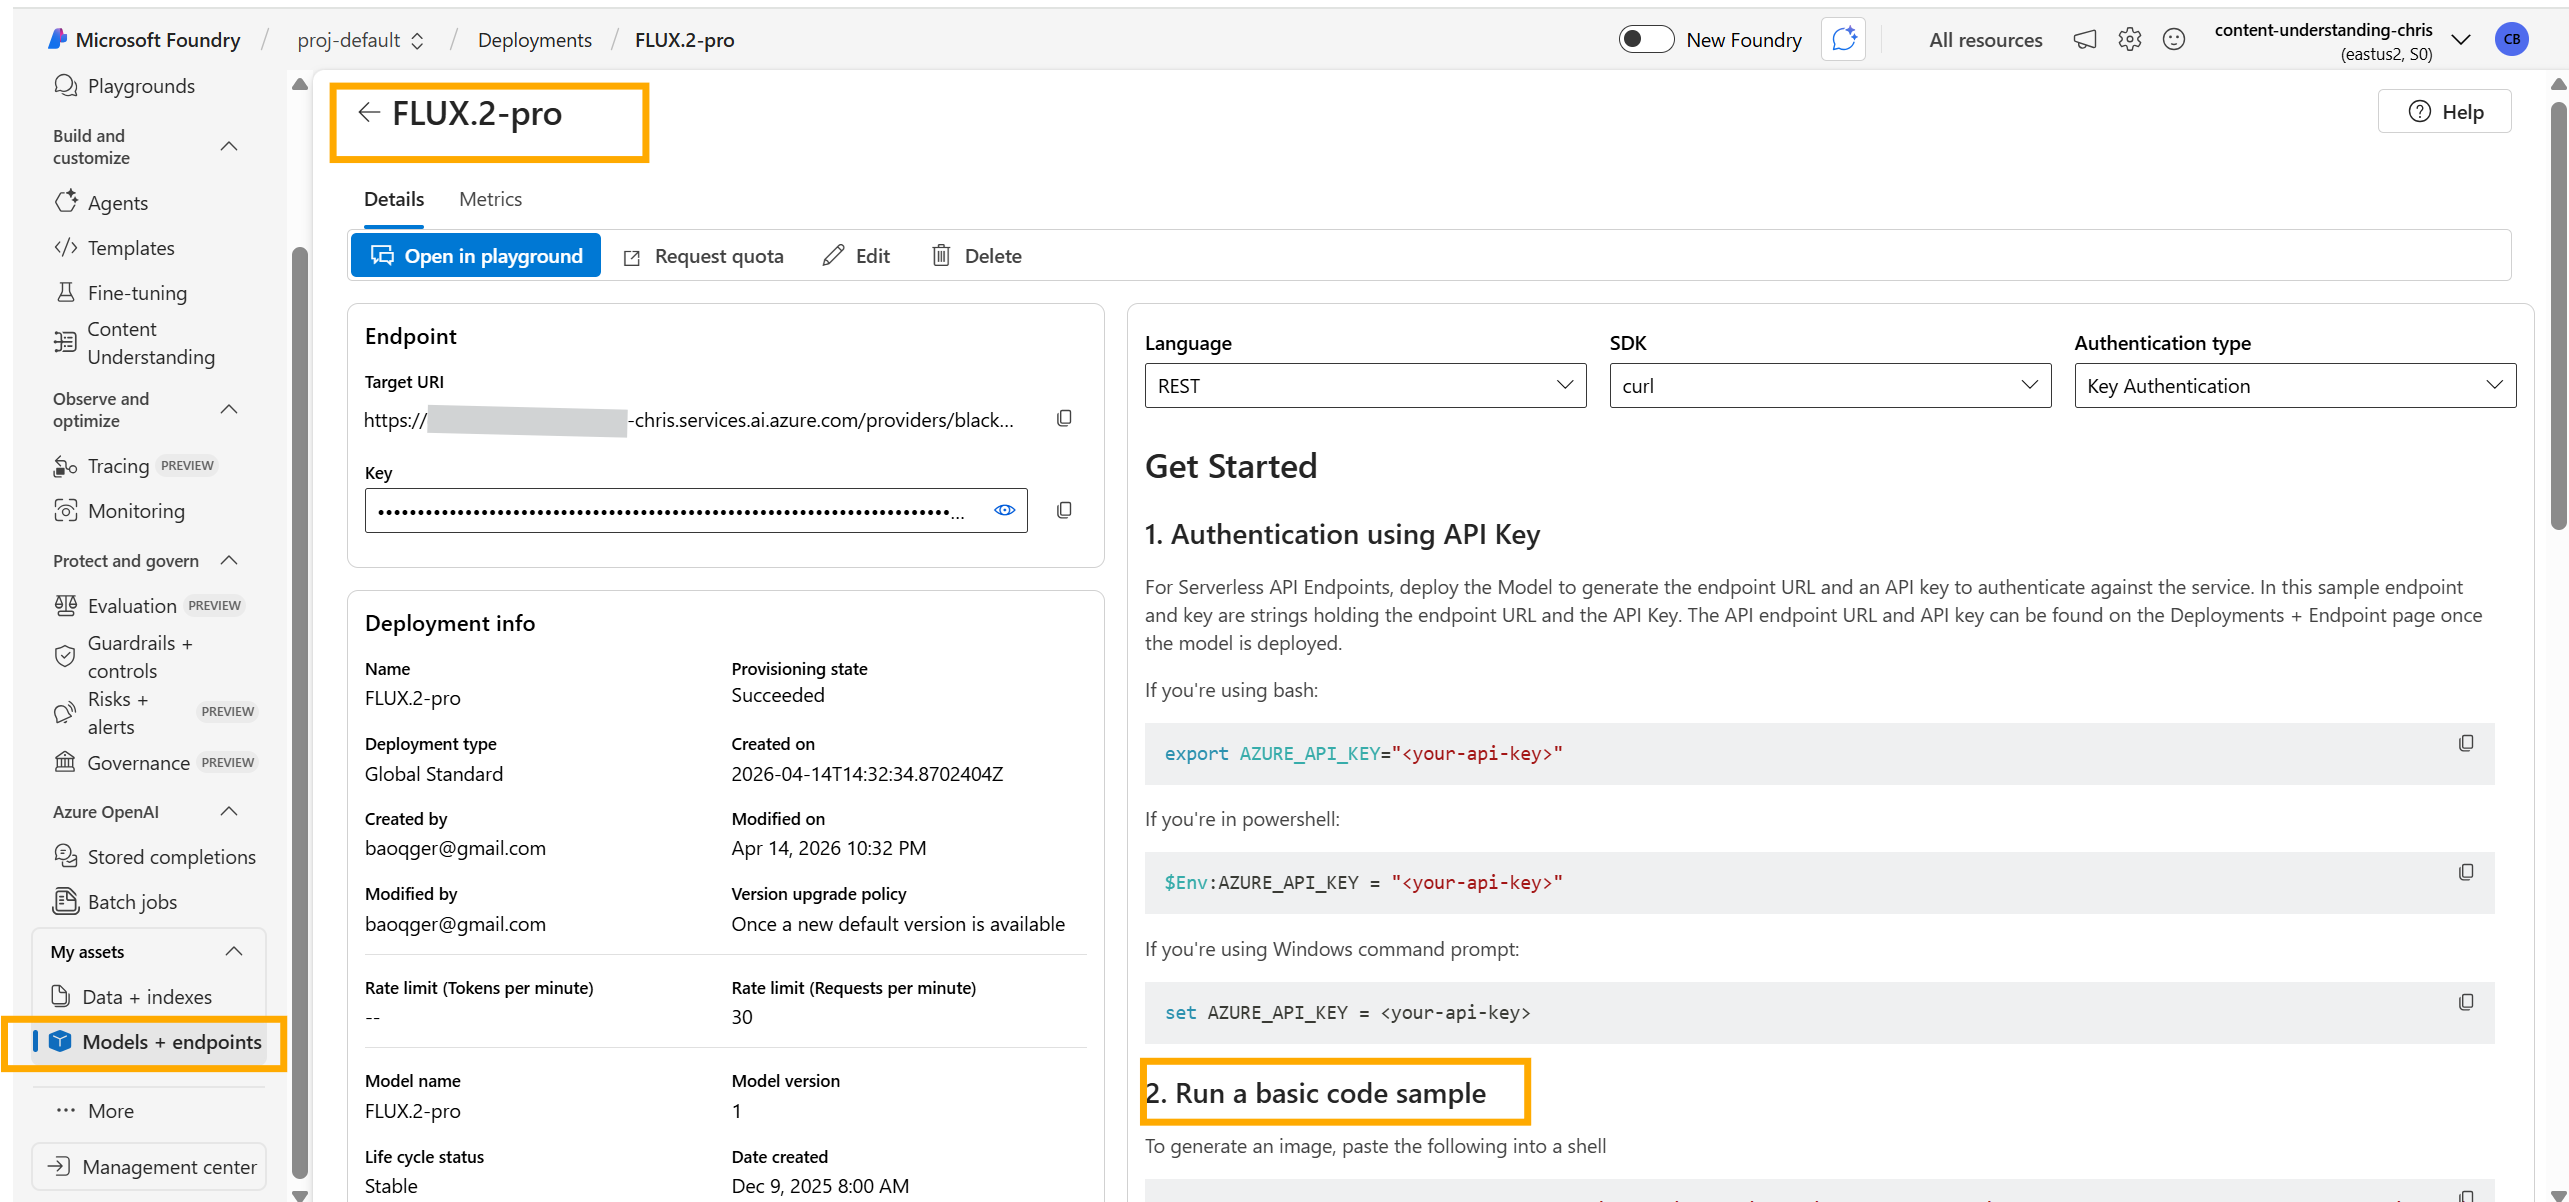 Microsoft Foundry / proj-default / Deployments / FLUX.2-pro
New Foundry
All resources
content-understanding-chris
(eastus2, S0)
CB
Playgrounds
Build and
customize
Agents
Templates
Fine-tuning
Content
Understanding
Observe and
optimize
Tracing PREVIEW
Monitoring
Protect and govern
Evaluation PREVIEW
Guardrails +
controls
Risks +
alerts PREVIEW
Governance PREVIEW
Azure OpenAI
Stored completions
Batch jobs
My assets
Data + indexes
Models + endpoints
More
Management center
FLUX.2-pro
Help
Details Metrics
Open in playground Request quota Edit Delete
Endpoint
Target URI
https:// -chris.services.ai.azure.com/providers/black...
Key
Deployment info
Name
FLUX.2-pro
Provisioning state
Succeeded
Deployment type
Global Standard
Created on
2026-04-14T14:32:34.8702404Z
Created by
baoqger@gmail.com
Modified on
Apr 14, 2026 10:32 PM
Modified by
baoqger@gmail.com
Version upgrade policy
Once a new default version is available
Rate limit (Tokens per minute)
--
Rate limit (Requests per minute)
30
Model name
FLUX.2-pro
Model version
1
Life cycle status
Stable
Date created
Dec 9, 2025 8:00 AM
Language
REST
SDK
curl
Authentication type
Key Authentication
Get Started
1. Authentication using API Key
For Serverless API Endpoints, deploy the Model to generate the endpoint URL and an API key to authenticate against the service. In this sample endpoint
and key are strings holding the endpoint URL and the API Key. The API endpoint URL and API key can be found on the Deployments + Endpoint page once
the model is deployed.
If you're using bash:
export AZURE_API_KEY="<your-api-key>"
If you're in powershell:
$Env:AZURE_API_KEY = "<your-api-key>"
If you're using Windows command prompt:
set AZURE_API_KEY = <your-api-key>
2. Run a basic code sample
To generate an image, paste the following into a shell